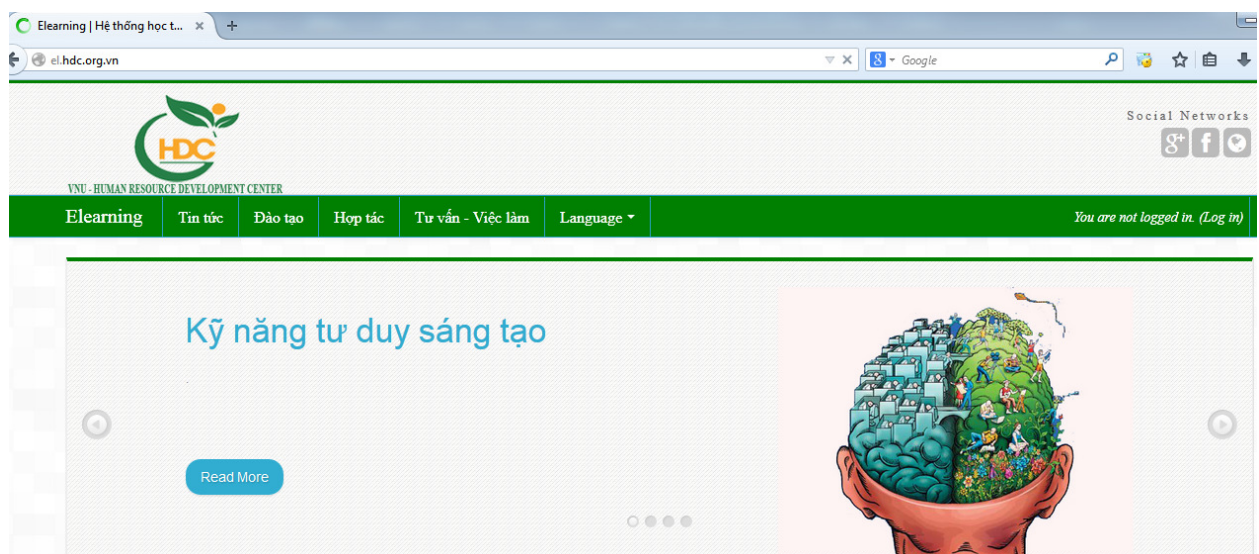 Elearning | Hệ thống học t...
el.hdc.org.vn
Google
Social Networks
HDC
VNU - HUMAN RESOURCE DEVELOPMENT CENTER
Elearning Tin tức Đào tạo Hợp tác Tư vấn - Việc làm Language You are not logged in. (Log in)
Kỹ năng tư duy sáng tạo
Read More